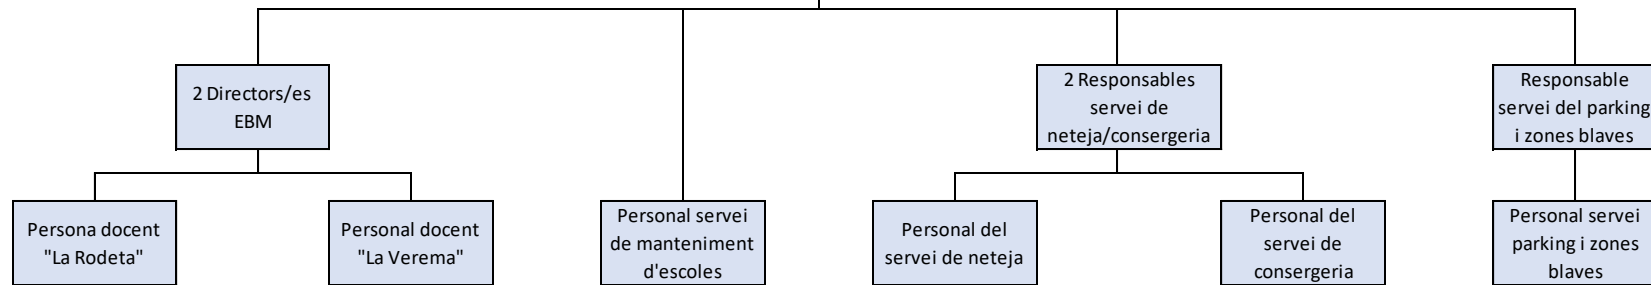 2 Directors/es
EBM
2 Responsables
servei de
neteja/consergeria
Responsable
servei del parking
i zones blaves
Persona docent
"La Rodeta"
Personal docent
"La Verema"
Personal servei
de manteniment
d'escoles
Personal del
servei de neteja
Personal del
servei de
consergeria
Personal servei
parking i zones
blaves